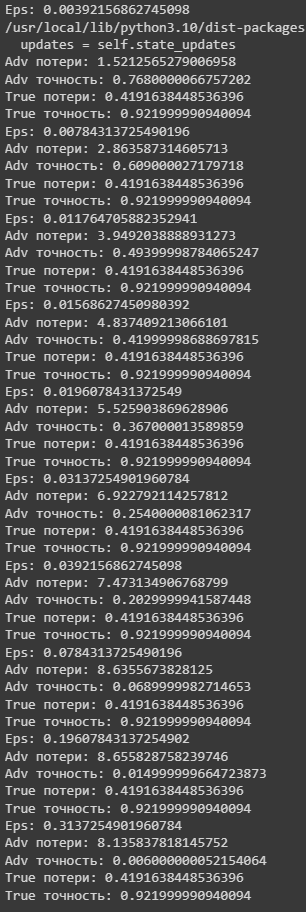 Eps: 0.00392156862745098
/usr/local/lib/python3.10/dist-packages
updates = self.state_updates
Adv потери: 1.5212565279006958
Adv точность: 0.7680000066757202
True потери: 0.4191638448536396
True точность: 0.921999990940094
Eps: 0.00784313725490196
Adv потери: 2.863587314605713
Adv точность: 0.609000027179718
True потери: 0.4191638448536396
True точность: 0.921999990940094
Eps: 0.011764705882352941
Adv потери: 3.9492038888931273
Adv точность: 0.49399998784065247
True потери: 0.4191638448536396
True точность: 0.921999990940094
Eps: 0.01568627450980392
Adv потери: 4.837409213066101
Adv точность: 0.41999998688697815
True потери: 0.4191638448536396
True точность: 0.921999990940094
Eps: 0.0196078431372549
Adv потери: 5.525903869628906
Adv точность: 0.367000013589859
True потери: 0.4191638448536396
True точность: 0.921999990940094
Eps: 0.03137254901960784
Adv потери: 6.922792114257812
Adv точность: 0.2540000081062317
True потери: 0.4191638448536396
True точность: 0.921999990940094
Eps: 0.0392156862745098
Adv потери: 7.473134906768799
Adv точность: 0.2029999941587448
True потери: 0.4191638448536396
True точность: 0.921999990940094
Eps: 0.0784313725490196
Adv потери: 8.6355673828125
Adv точность: 0.0689999982714653
True потери: 0.4191638448536396
True точность: 0.921999990940094
Eps: 0.19607843137254902
Adv потери: 8.655828758239746
Adv точность: 0.014999999664723873
True потери: 0.4191638448536396
True точность: 0.921999990940094
Eps: 0.3137254901960784
Adv потери: 8.135837818145752
Adv точность: 0.006000000052154064
True потери: 0.4191638448536396
True точность: 0.921999990940094